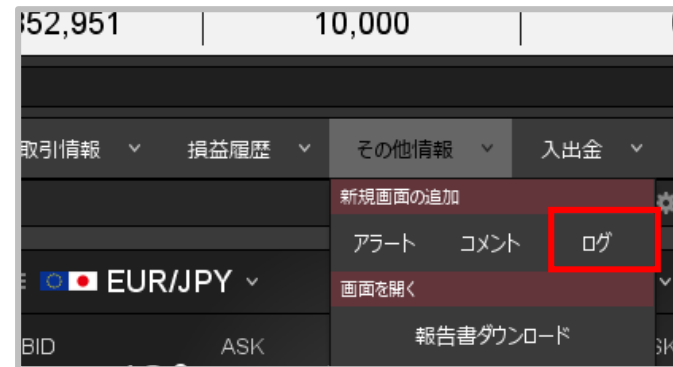 352,951 10,000
取引情報 損益履歴 その他情報 入出金
新規画面の追加
アラート コメント ログ
EUR/JPY
画面を開く
報告書ダウンロード
BID ASK